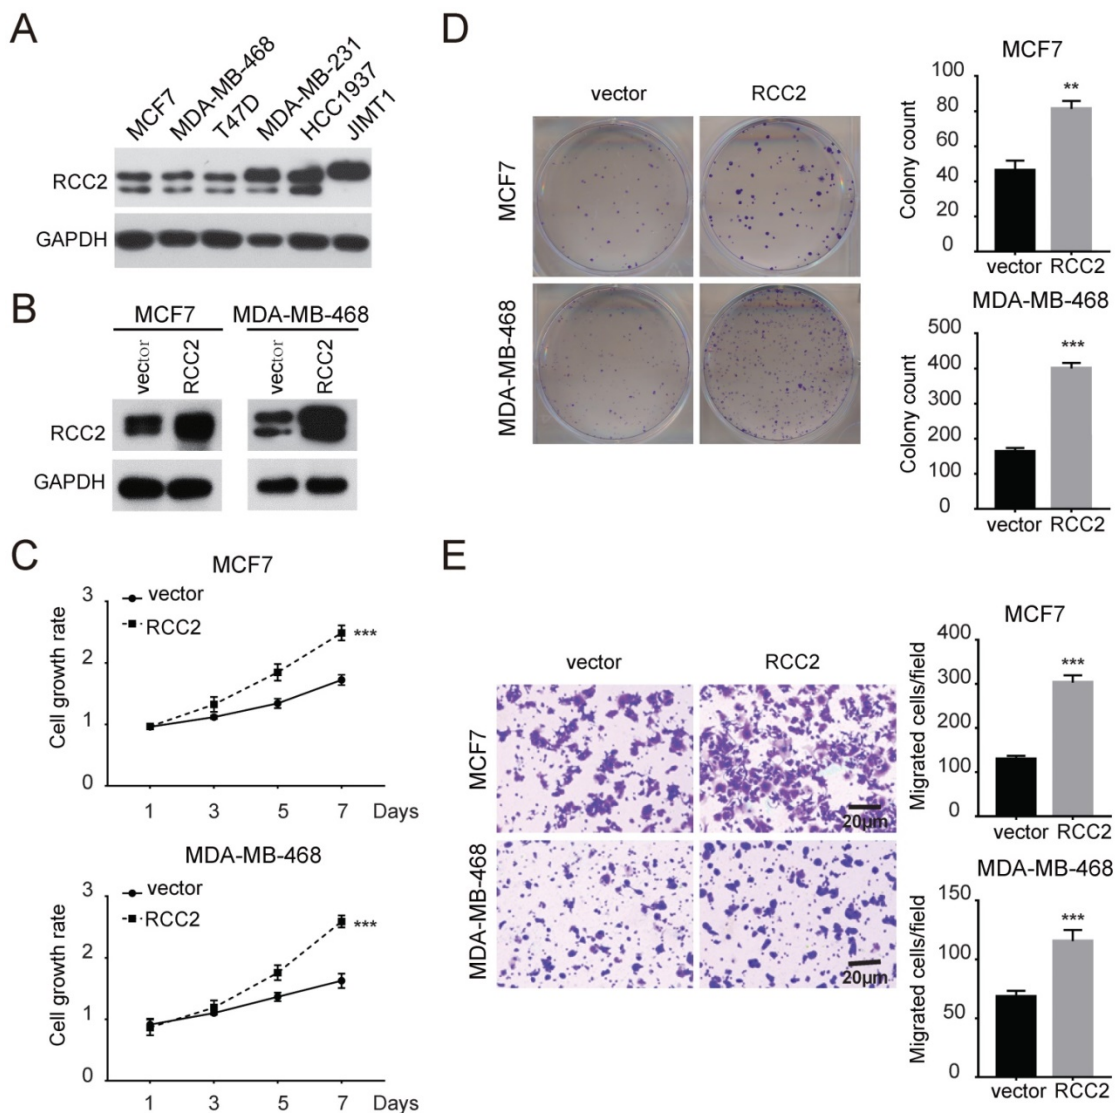 A
MCF7
MDA-MB-468
T47D
MDA-MB-231
HCC1937
JIMT1
RCC2
GAPDH
B
MCF7 MDA-MB-468
vector RCC2 vector RCC2
RCC2
GAPDH
C
MCF7
vector
RCC2
***
Cell growth rate
3
2
1
0
1 3 5 7 Days
MDA-MB-468
vector
RCC2
***
Cell growth rate
3
2
1
0
1 3 5 7 Days
D
vector RCC2
MCF7
MDA-MB-468
MCF7
**
Colony count
100
80
60
40
20
0
vector RCC2
MDA-MB-468
***
Colony count
500
400
300
200
100
0
vector RCC2
E
vector RCC2
MCF7
20µm
MDA-MB-468
20µm
MCF7
***
Migrated cells/field
400
300
200
100
0
vector RCC2
MDA-MB-468
***
Migrated cells/field
150
100
50
0
vector RCC2